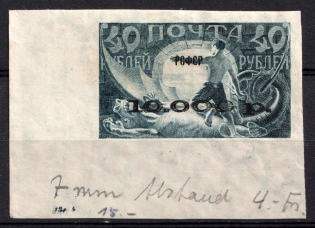 40 ПОЧТА 40
РУБЛЕЙ РУБЛЕЙ
РСФСР
10.000 р.
7 mm Abstand 4.-Fr.
15.-